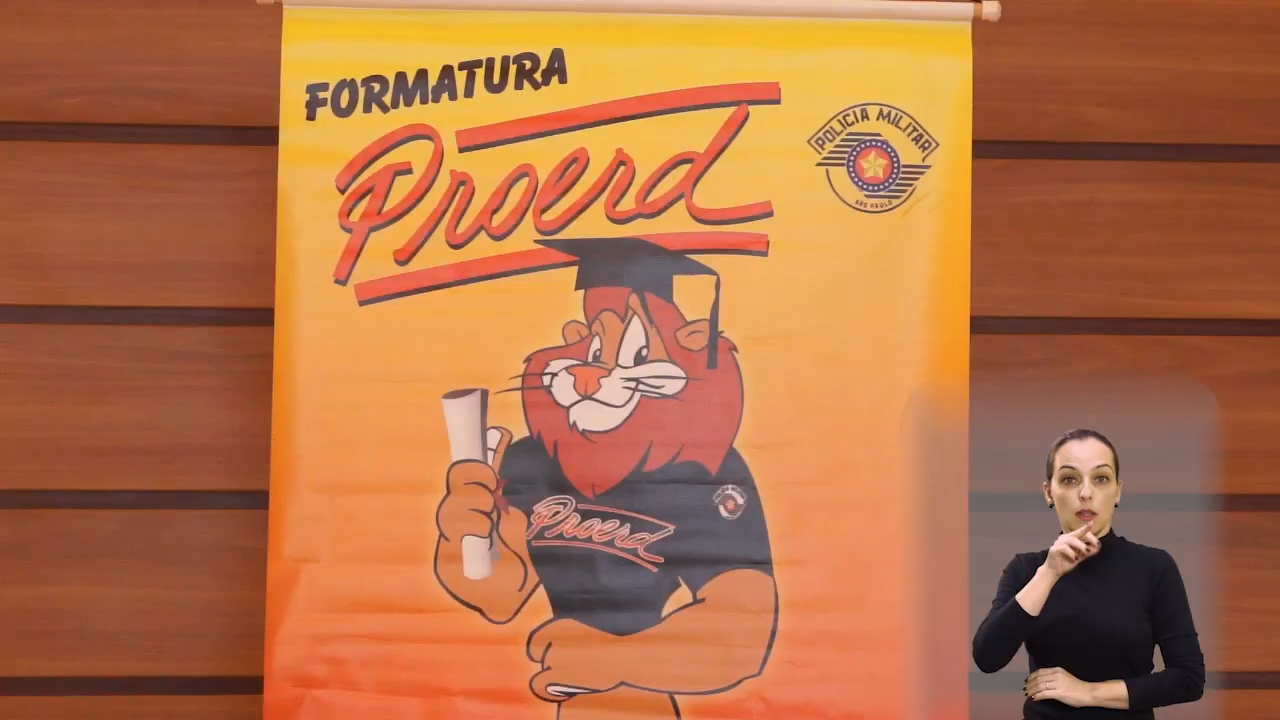 FORMATURA
Proerd
POLICIA MILITAR
SÃO PAULO
Proerd